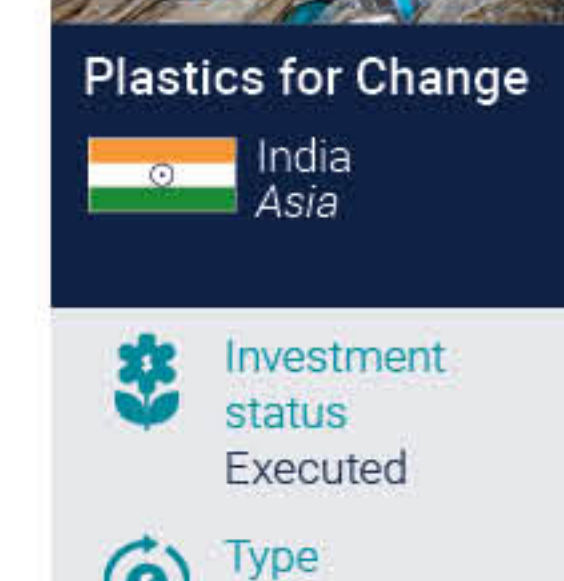 Plastics for Change
India
Asia
Investment
status
Executed
Type